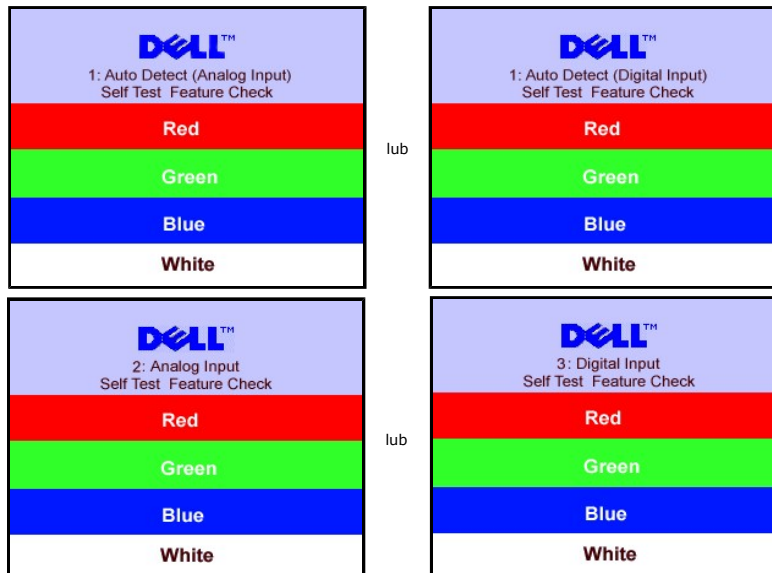 DELL™
1: Auto Detect (Analog Input)
Self Test Feature Check
Red
Green
Blue
White
lub
DELL™
1: Auto Detect (Digital Input)
Self Test Feature Check
Red
Green
Blue
White
DELL™
2: Analog Input
Self Test Feature Check
Red
Green
Blue
White
lub
DELL™
3: Digital Input
Self Test Feature Check
Red
Green
Blue
White